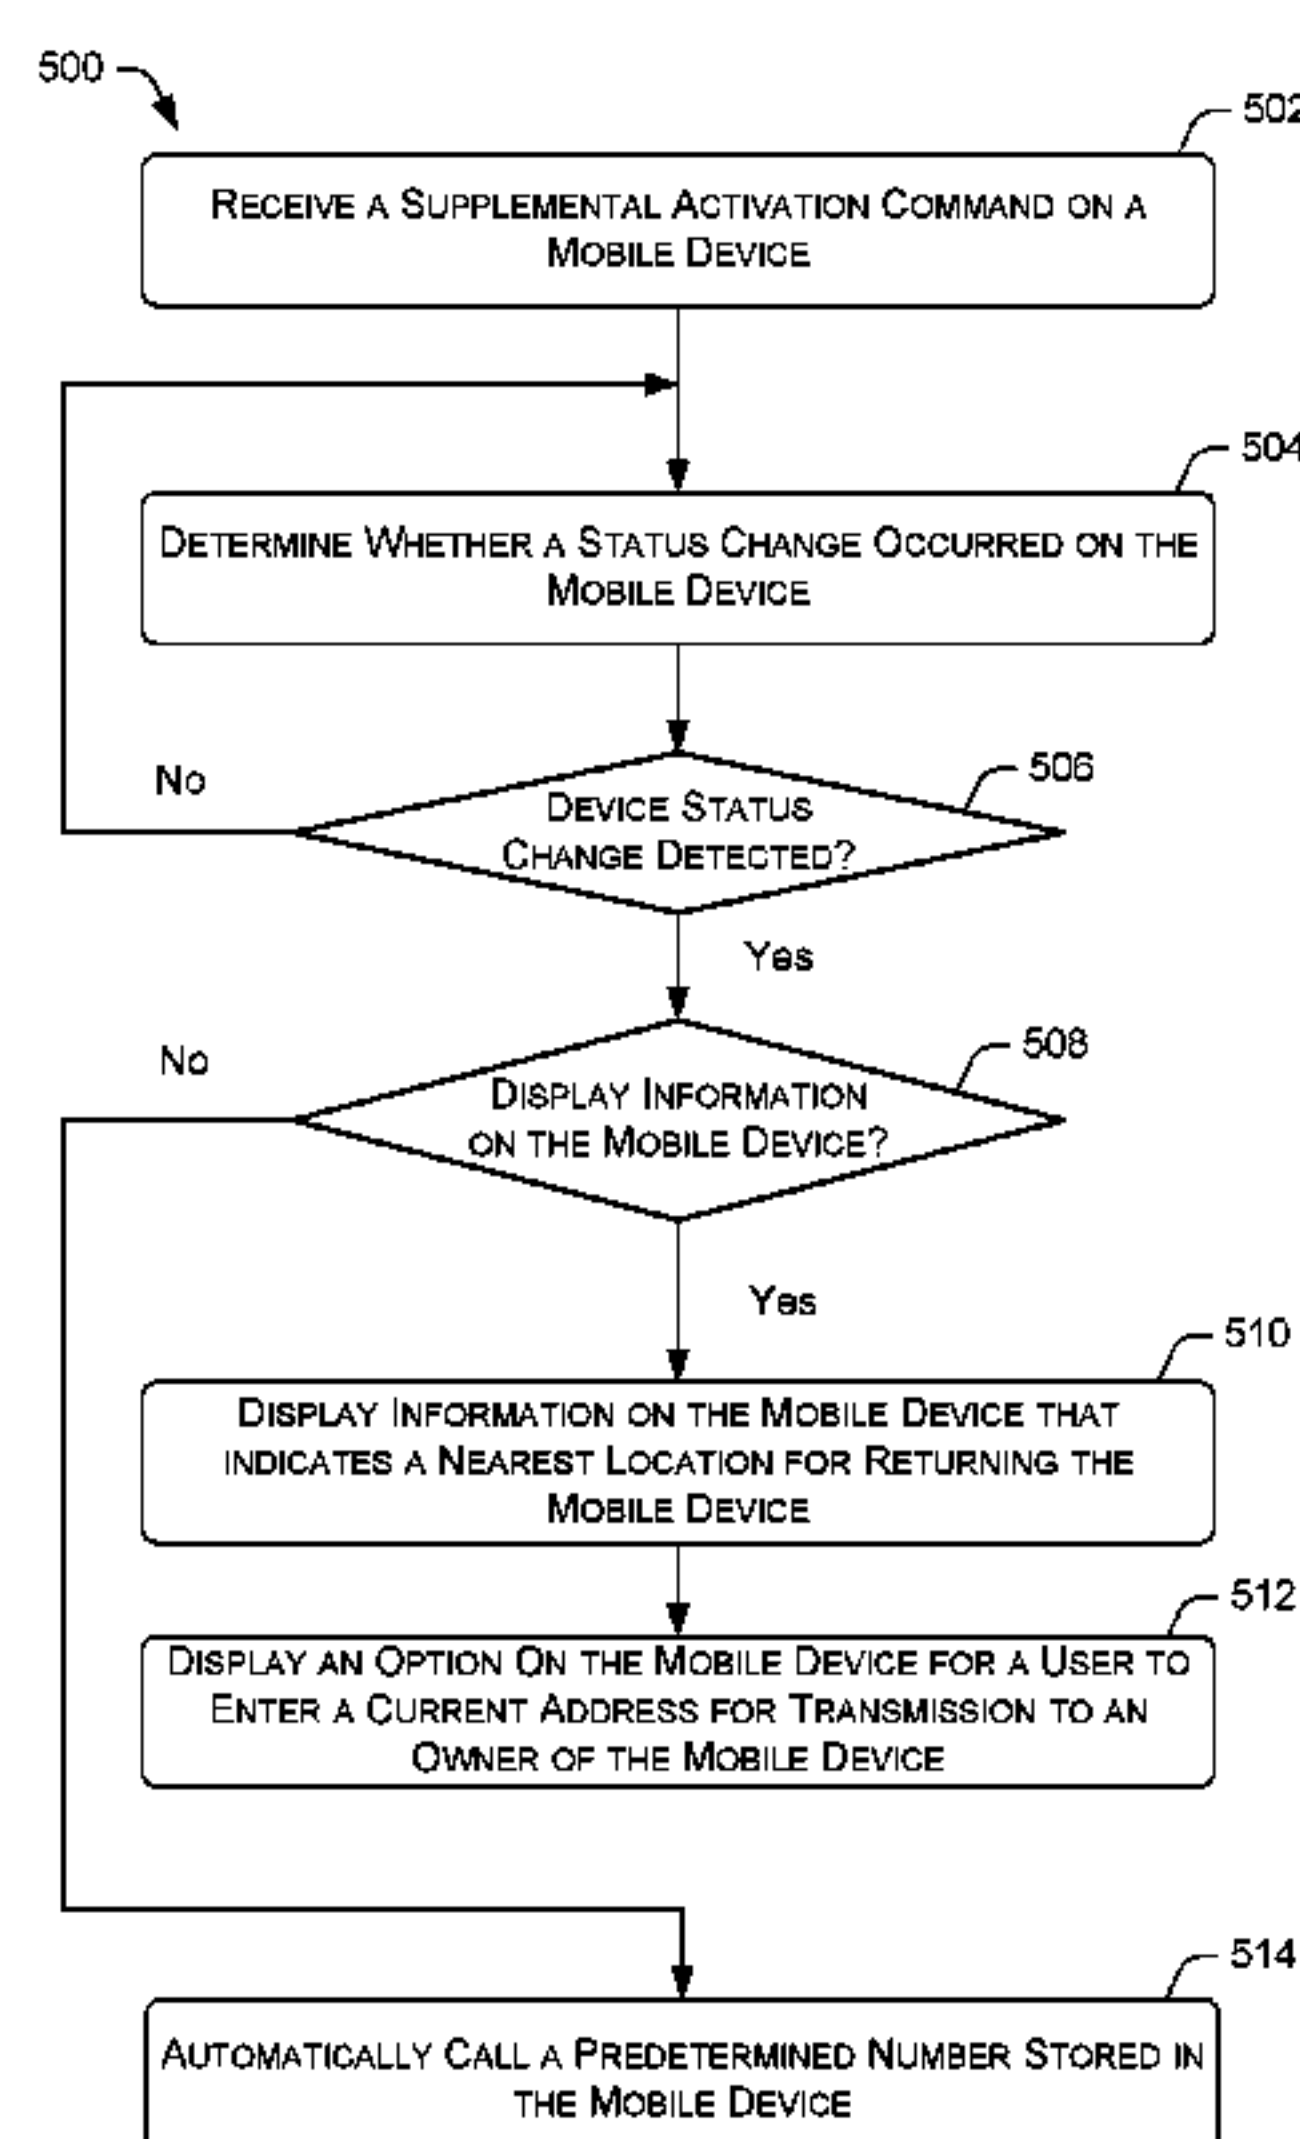 500
502
RECEIVE A SUPPLEMENTAL ACTIVATION COMMAND ON A
MOBILE DEVICE
504
DETERMINE WHETHER A STATUS CHANGE OCCURRED ON THE
MOBILE DEVICE
506
No
DEVICE STATUS
CHANGE DETECTED?
Yes
508
No
DISPLAY INFORMATION
ON THE MOBILE DEVICE?
Yes
510
DISPLAY INFORMATION ON THE MOBILE DEVICE THAT
INDICATES A NEAREST LOCATION FOR RETURNING THE
MOBILE DEVICE
512
DISPLAY AN OPTION ON THE MOBILE DEVICE FOR A USER TO
ENTER A CURRENT ADDRESS FOR TRANSMISSION TO AN
OWNER OF THE MOBILE DEVICE
514
AUTOMATICALLY CALL A PREDETERMINED NUMBER STORED IN
THE MOBILE DEVICE